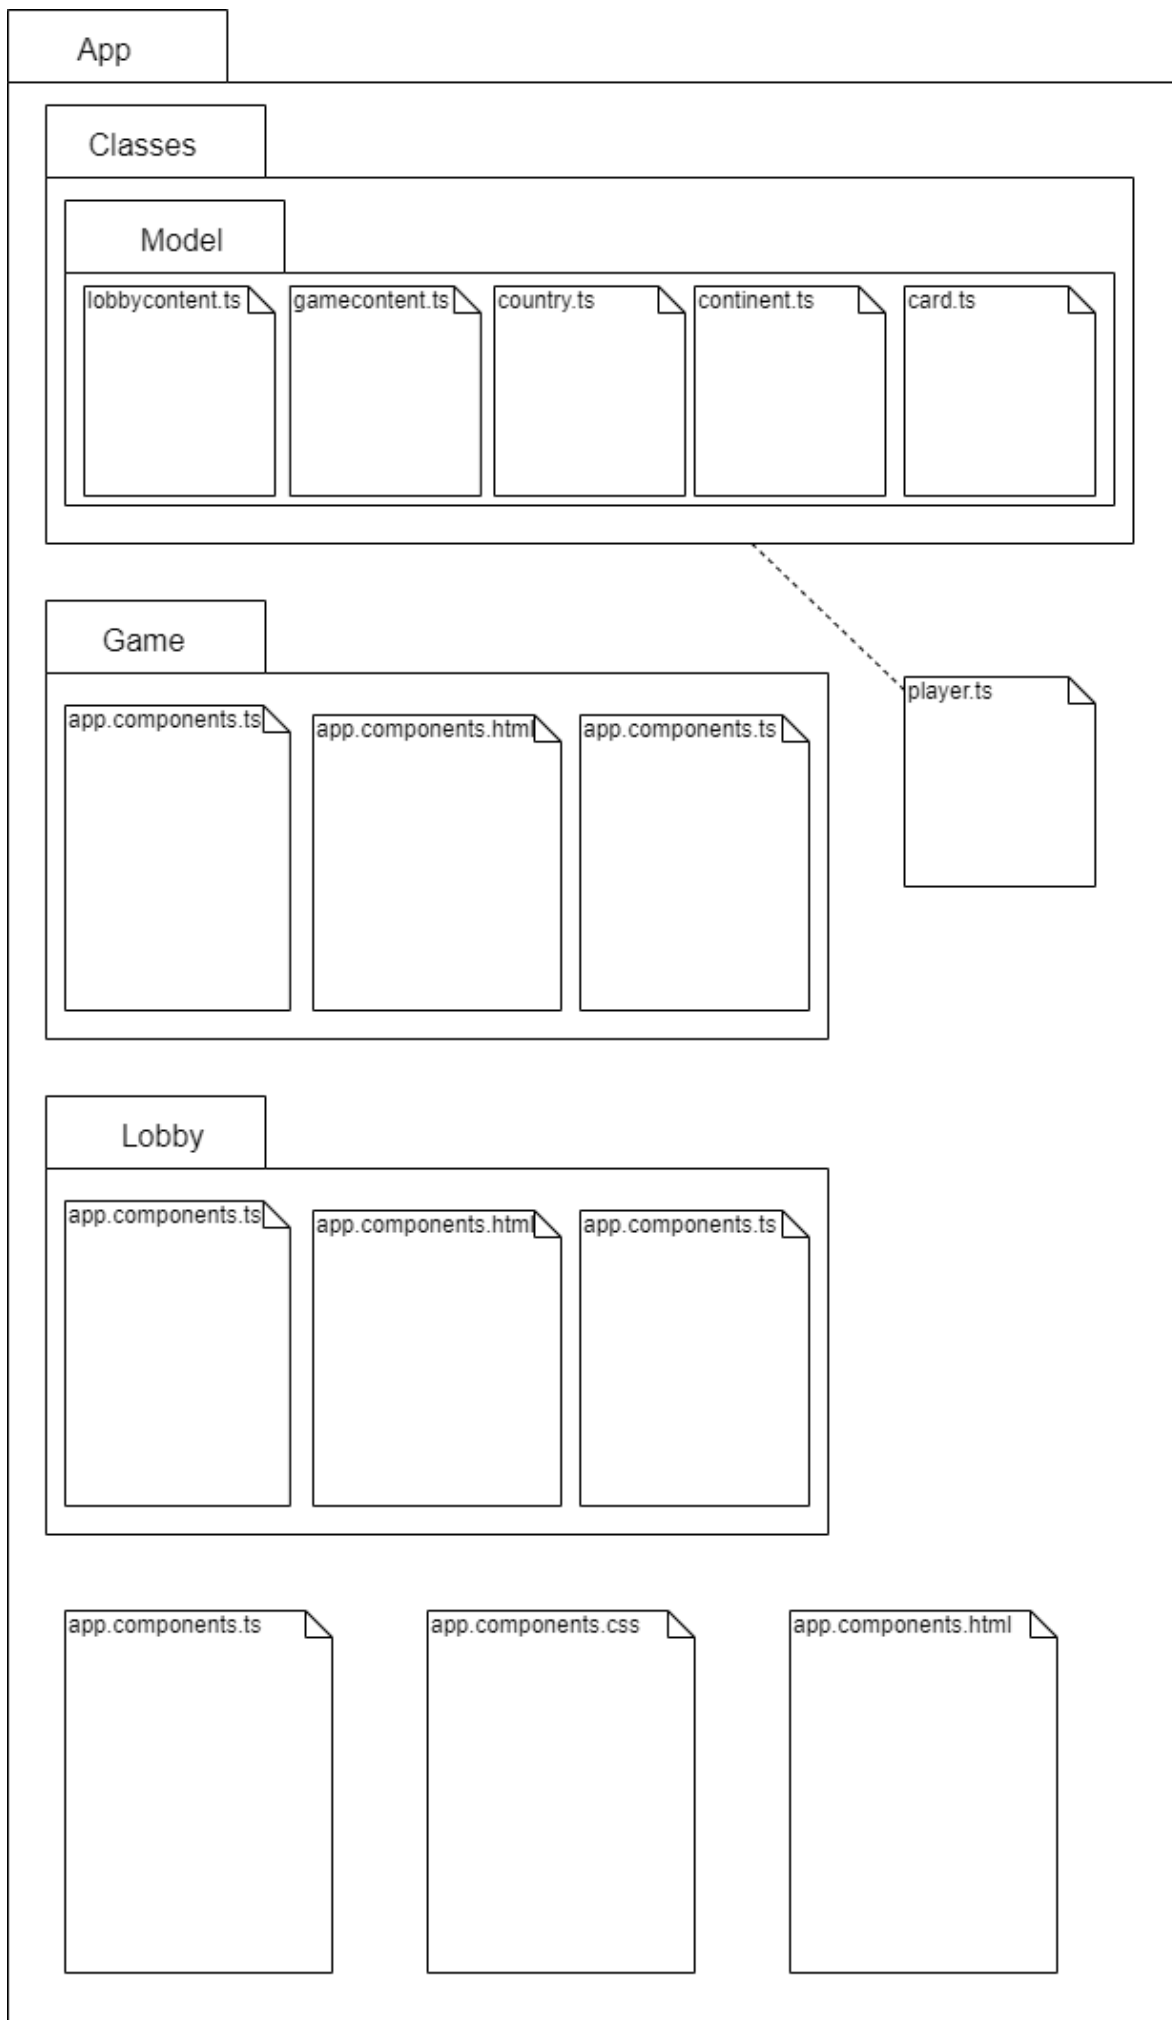 App
Classes
Model
lobbycontent.ts
gamecontent.ts
country.ts
continent.ts
card.ts
Game
player.ts
app.components.ts
app.components.html
app.components.ts
Lobby
app.components.ts
app.components.html
app.components.ts
app.components.ts
app.components.css
app.components.html